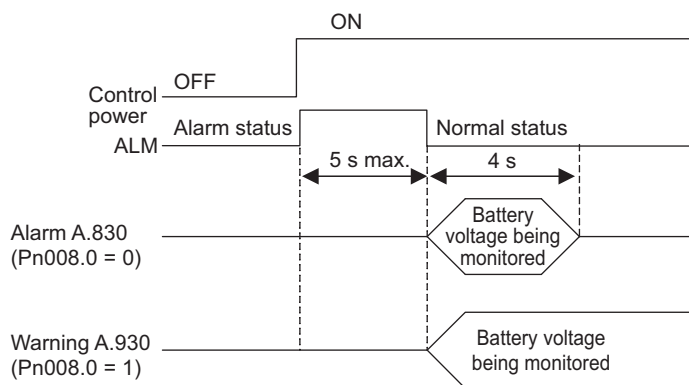 ON
OFF
Control
power
ALM
Alarm status
Normal status
5 s max.
4 s
Alarm A.830
(Pn008.0 = 0)
Battery
voltage being
monitored
Warning A.930
(Pn008.0 = 1)
Battery voltage
being monitored